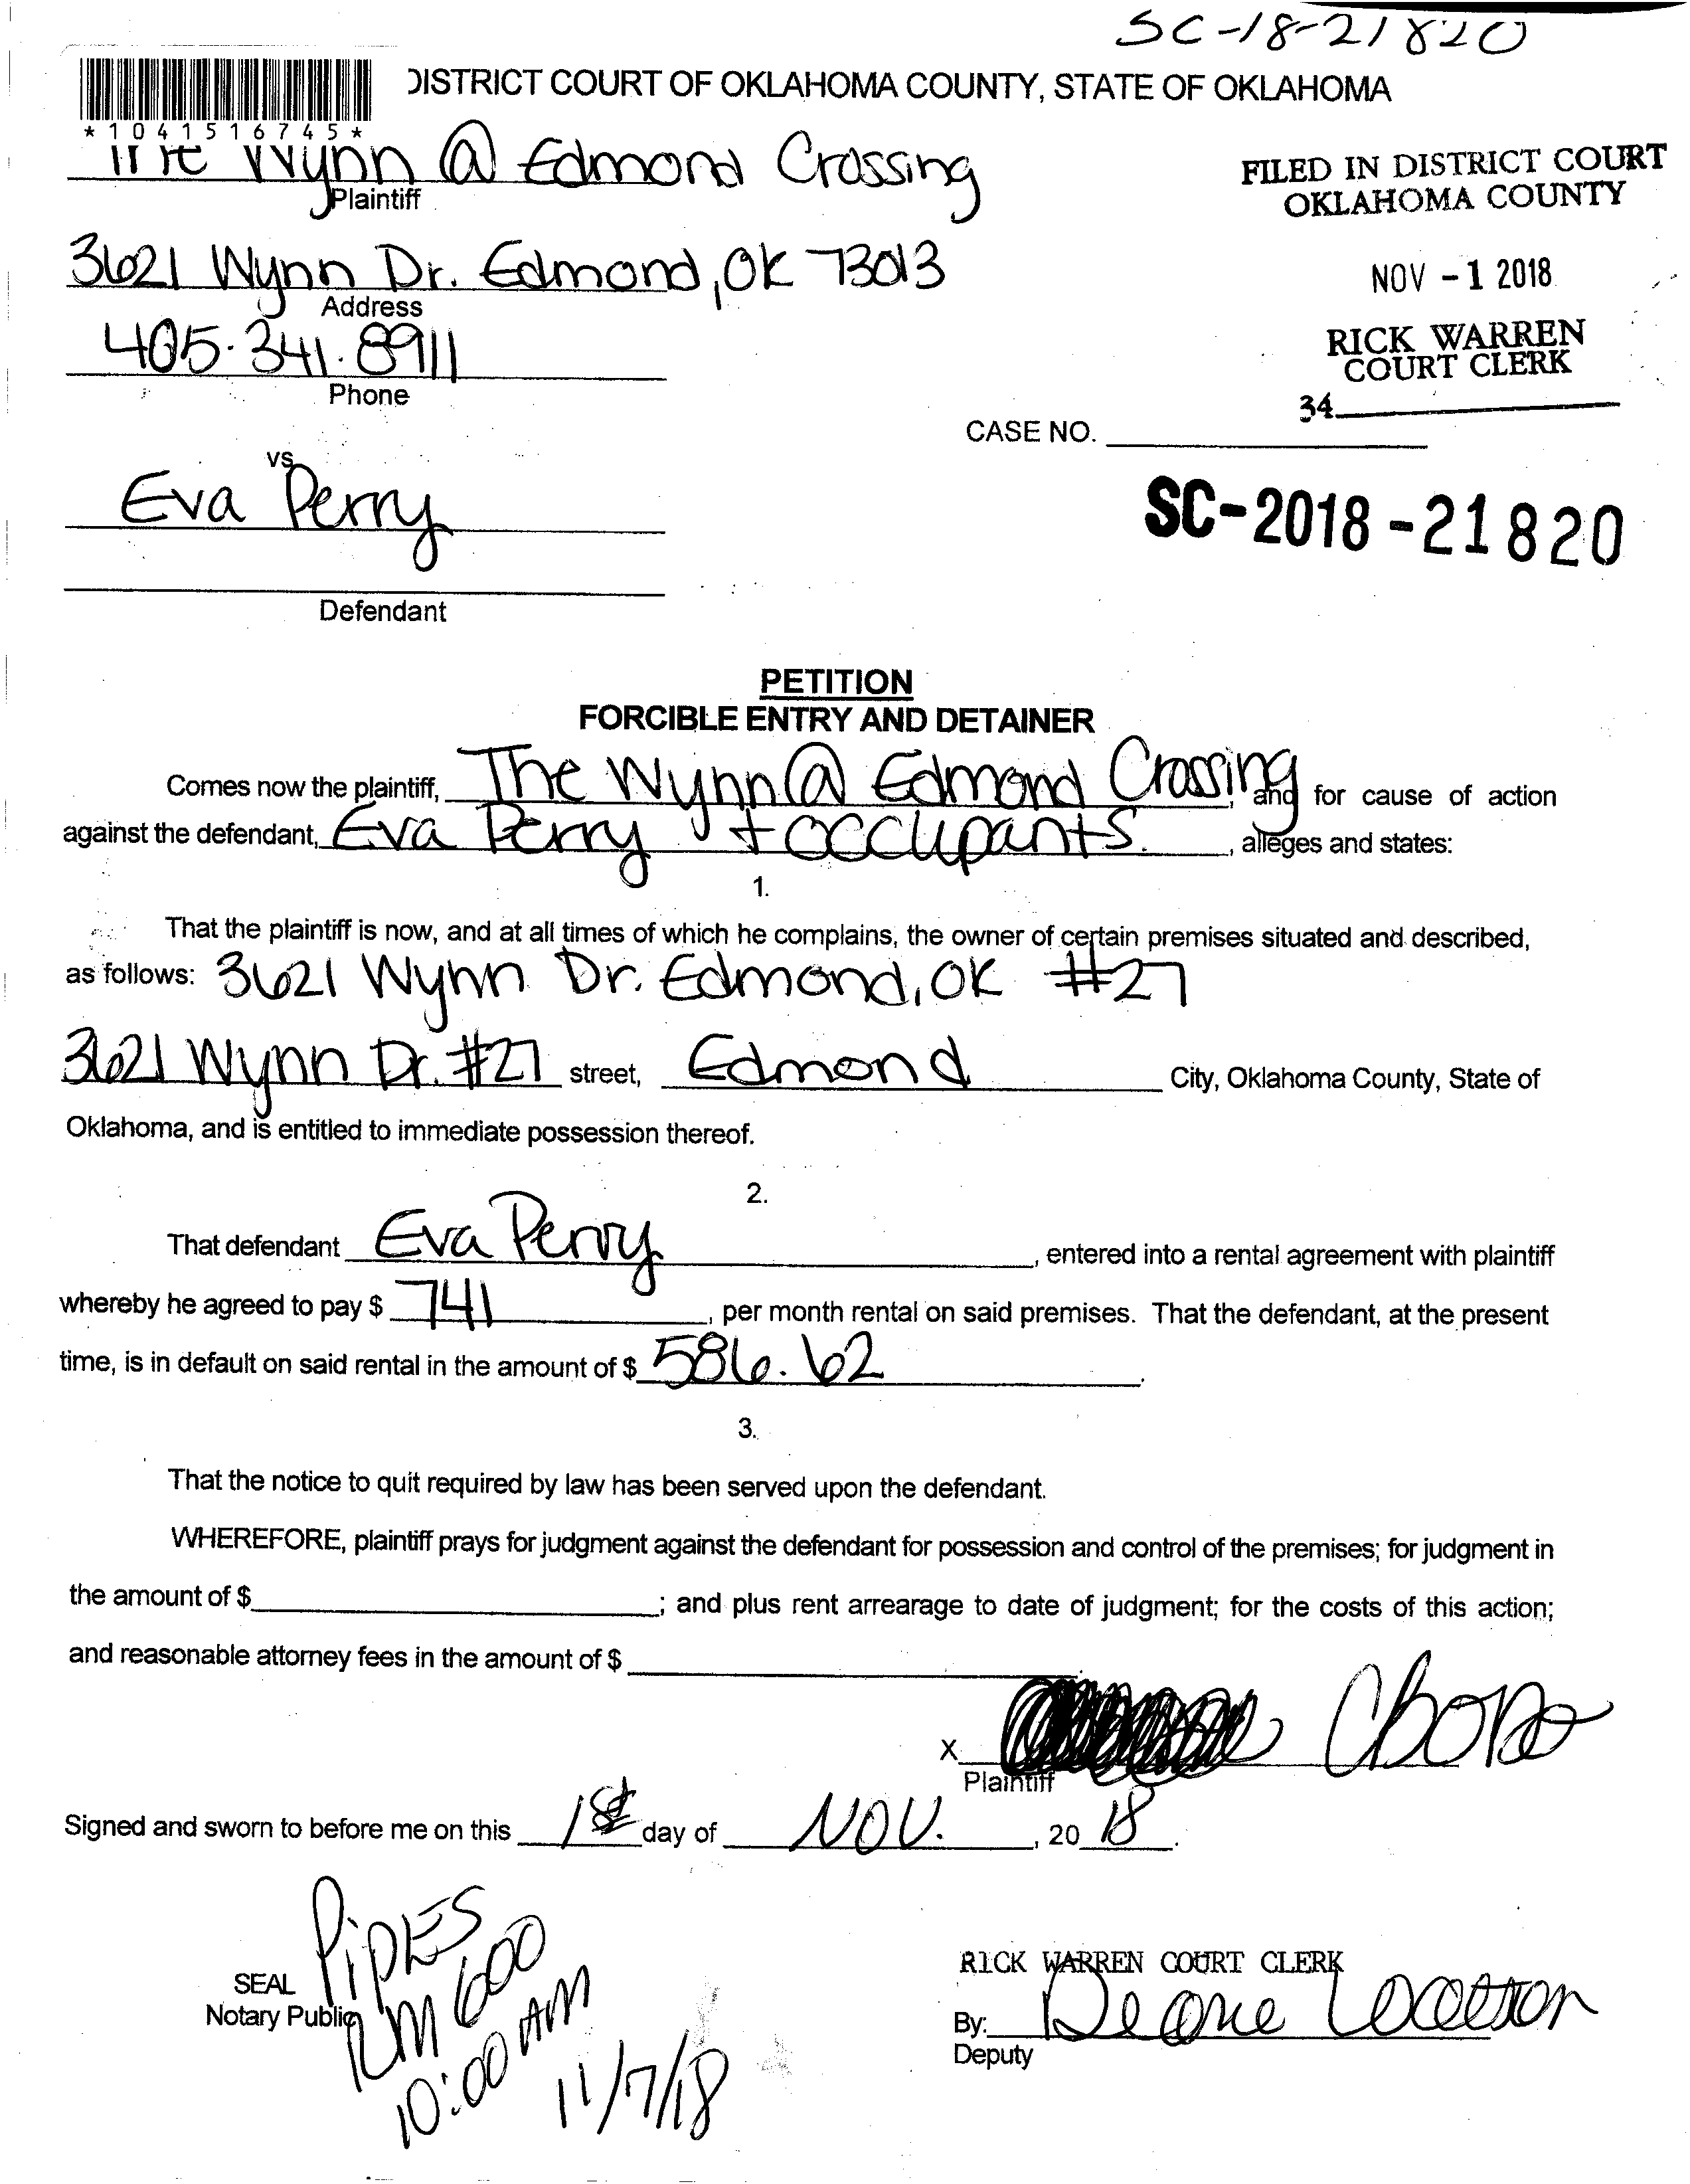 SC-18-21820
DISTRICT COURT OF OKLAHOMA COUNTY, STATE OF OKLAHOMA
*1041516745*
The Wynn @ Edmond Crossing
Plaintiff
FILED IN DISTRICT COURT
OKLAHOMA COUNTY
3621 Wynn Dr. Edmond, OK 73013
Address
NOV -1 2018
405.341.8911
Phone
RICK WARREN
COURT CLERK
34
CASE NO.
vs.
Eva Perry
SC-2018-21820
Defendant
PETITION
FORCIBLE ENTRY AND DETAINER
Comes now the plaintiff, The Wynn @ Edmond Crossing, and for cause of action
against the defendant, Eva Perry + occupants., alleges and states:
1.
That the plaintiff is now, and at all times of which he complains, the owner of certain premises situated and described,
as follows: 3621 Wynn Dr. Edmond, OK #27
3621 Wynn Dr. #27 street, Edmond City, Oklahoma County, State of
Oklahoma, and is entitled to immediate possession thereof.
2.
That defendant Eva Perry, entered into a rental agreement with plaintiff
whereby he agreed to pay $ 741, per month rental on said premises. That the defendant, at the present
time, is in default on said rental in the amount of $ 586.62.
3.
That the notice to quit required by law has been served upon the defendant.
WHEREFORE, plaintiff prays for judgment against the defendant for possession and control of the premises; for judgment in
the amount of $; and plus rent arrearage to date of judgment; for the costs of this action;
and reasonable attorney fees in the amount of $
X
Plaintiff
Signed and sworn to before me on this 1st day of Nov., 20 18.
PIPES
RM 600
10:00 AM
11/7/18
SEAL
Notary Public
RICK WARREN COURT CLERK
By:
Deputy